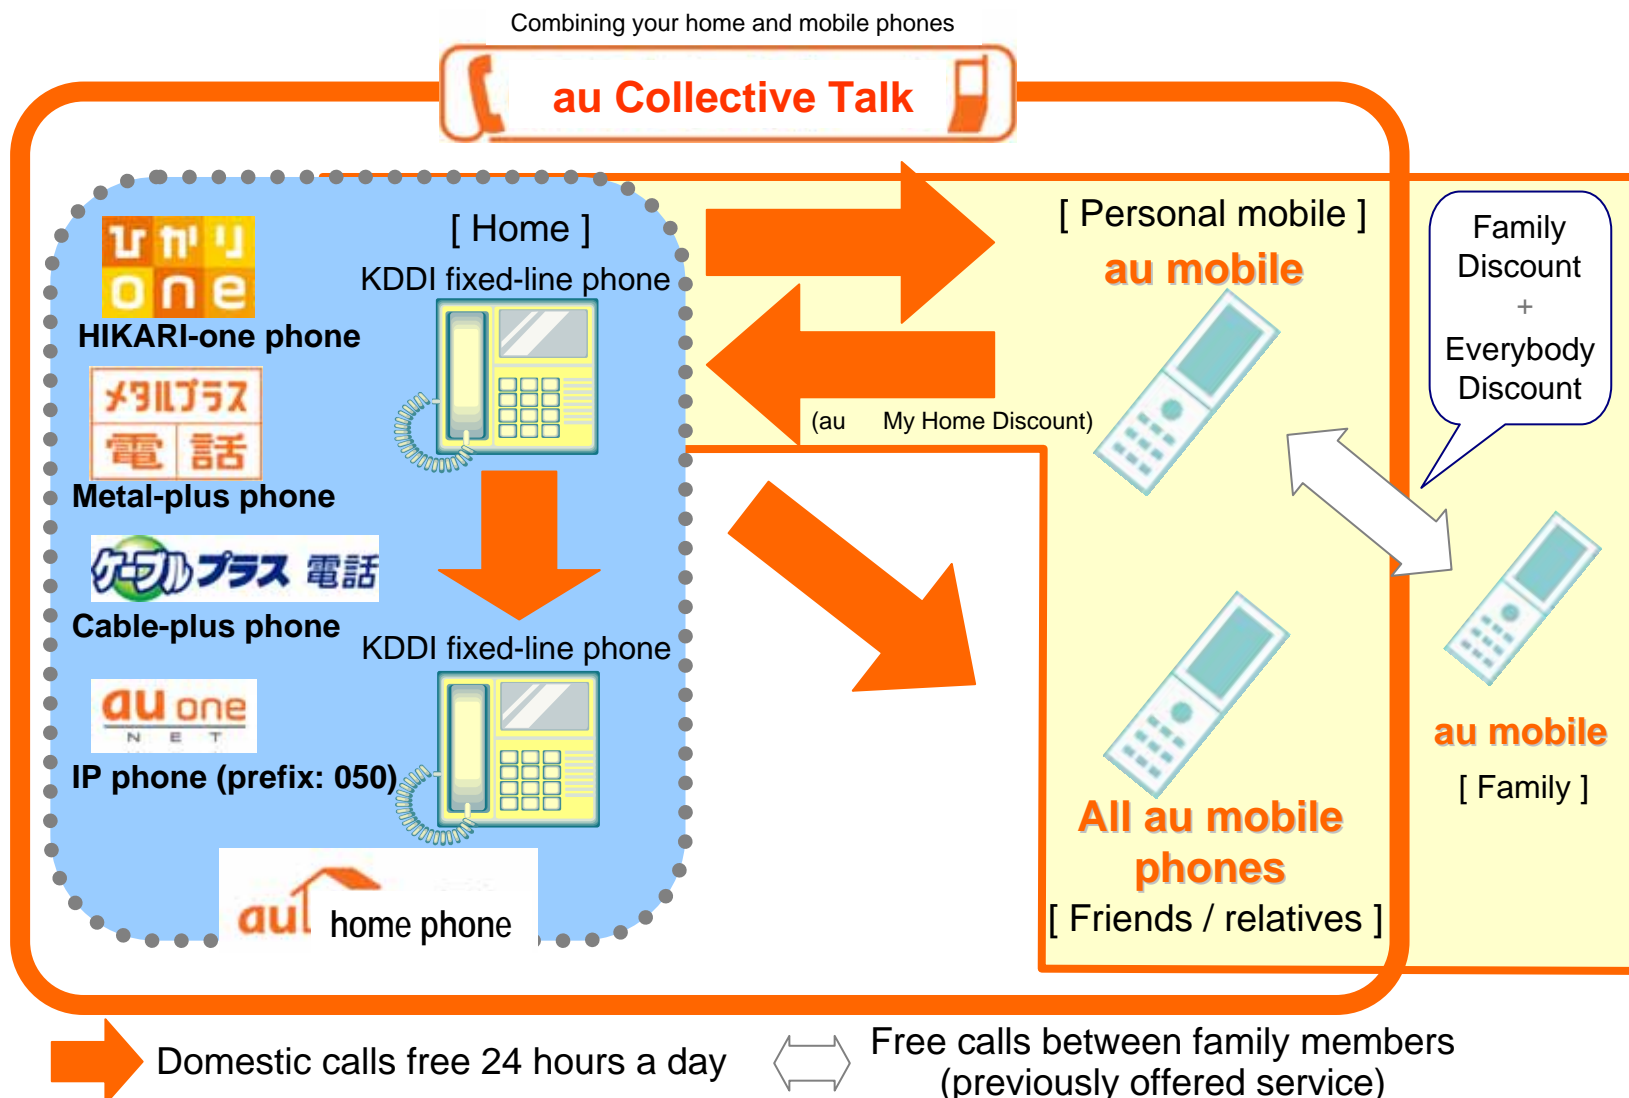 Combining your home and mobile phones
au Collective Talk
ひかり
one
HIKARI-one phone
メタルプラス
電話
Metal-plus phone
ケーブルプラス 電話
Cable-plus phone
au one
NET
IP phone (prefix: 050)
[ Home ]
KDDI fixed-line phone
KDDI fixed-line phone
au home phone
(au My Home Discount)
[ Personal mobile ]
au mobile
Family
Discount
+
Everybody
Discount
au mobile
[ Family ]
All au mobile
phones
[ Friends / relatives ]
Domestic calls free 24 hours a day
Free calls between family members
(previously offered service)